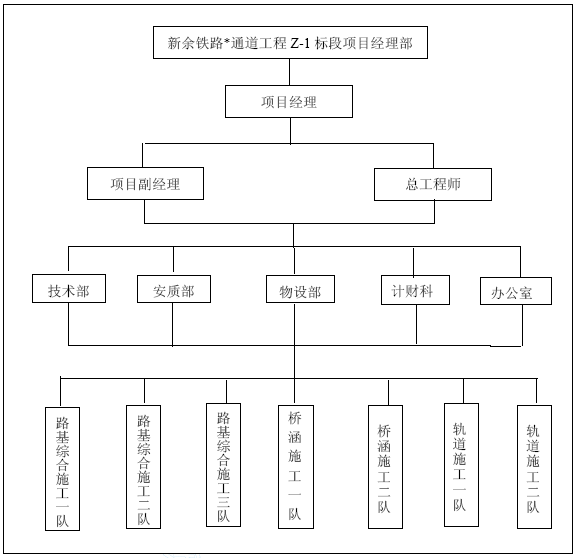 新余铁路*通道工程 Z-1 标段项目经理部
项目经理
项目副经理
总工程师
技术部
安质部
物设部
计财科
办公室
路基综合施工一队
路基综合施工二队
路基综合施工三队
桥涵施工一队
桥涵施工二队
轨道施工一队
轨道施工二队